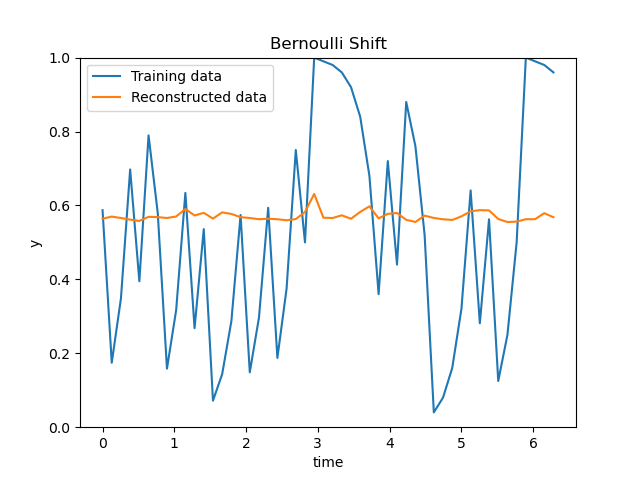 Bernoulli Shift
Training data
Reconstructed data
1.0
0.8
0.6
0.4
0.2
0.0
y
0 1 2 3 4 5 6
time